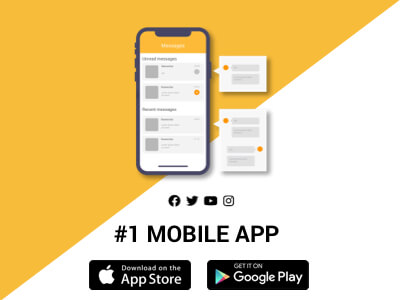 Messages
Unread messages
Recent messages
#1 MOBILE APP
Download on the
App Store
GET IT ON
Google Play